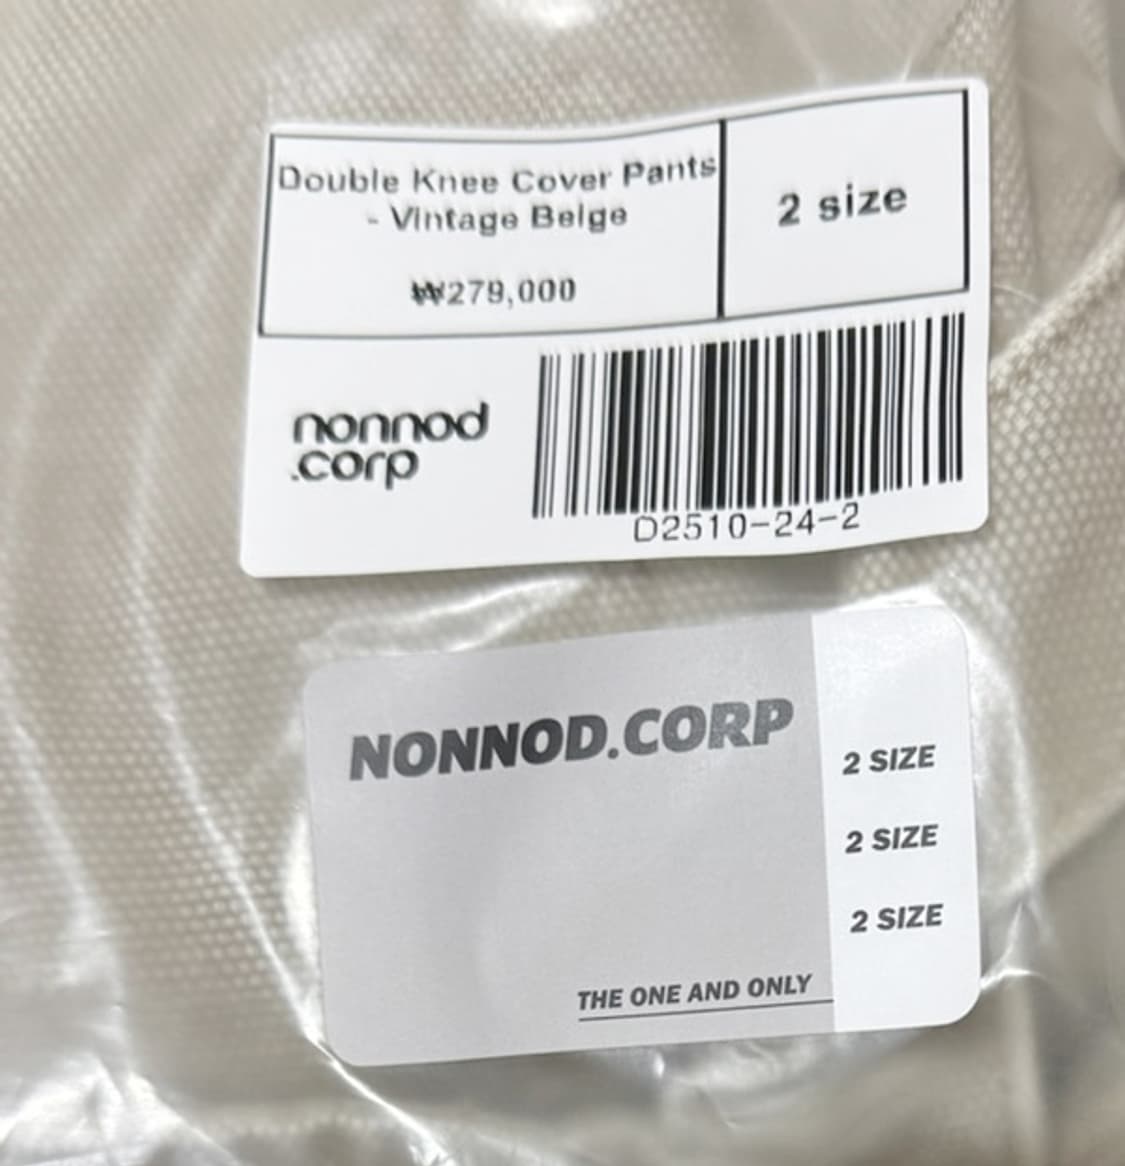 Double Knee Cover Pants
- Vintage Beige
₩279,000
2 size
nonnod
.corp
D2510-24-2
NONNOD.CORP
2 SIZE
2 SIZE
2 SIZE
THE ONE AND ONLY